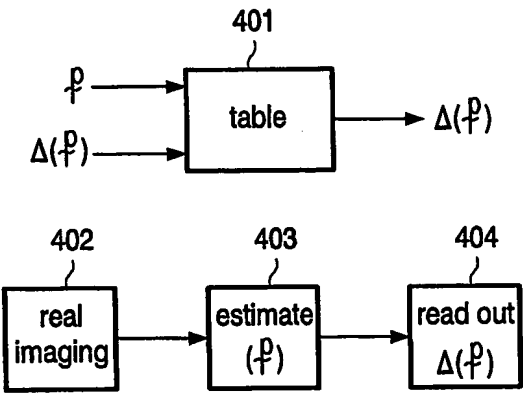 401
p
Δ(p)
table
Δ(p)
402
403
404
real
imaging
estimate
(p)
read out
Δ(p)